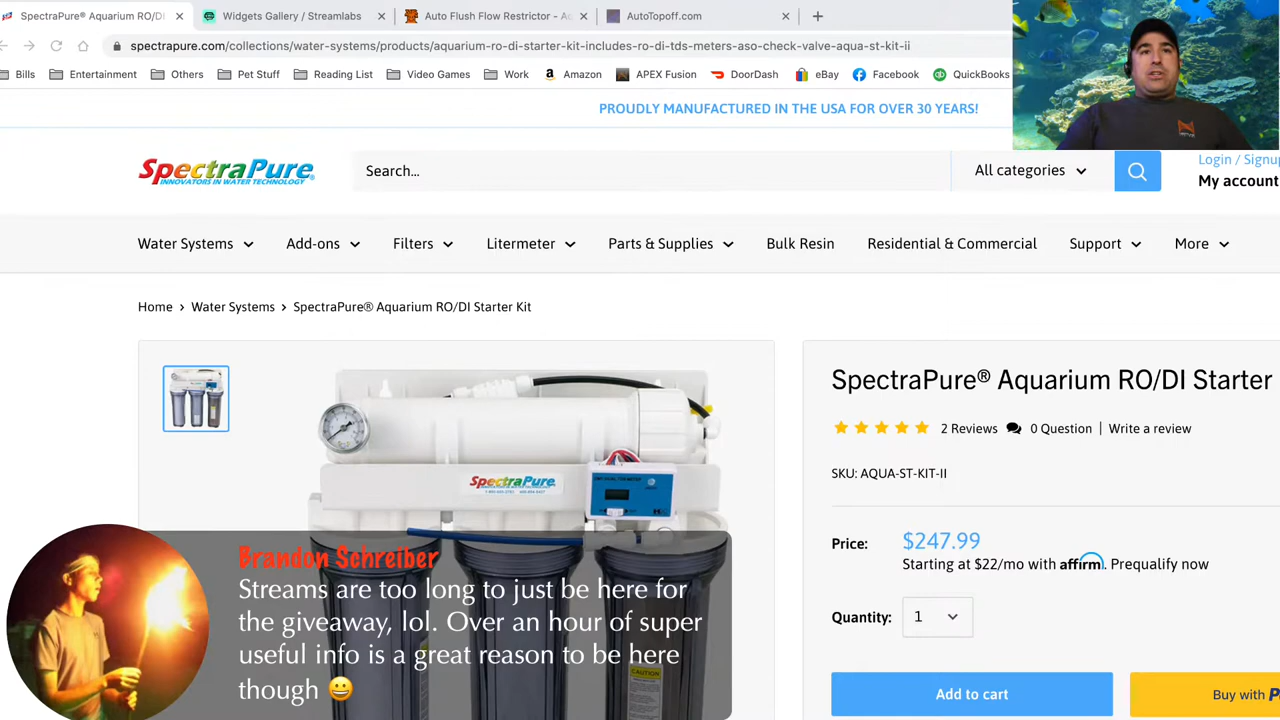 SpectraPure® Aquarium RO/DI
Widgets Gallery / Streamlabs
Auto Flush Flow Restrictor - A
AutoTopoff.com
spectrapure.com/collections/water-systems/products/aquarium-ro-di-starter-kit-includes-ro-di-tds-meters-aso-check-valve-aqua-st-kit-ii
Bills Entertainment Others Pet Stuff Reading List Video Games Work Amazon APEX Fusion DoorDash eBay Facebook QuickBooks
PROUDLY MANUFACTURED IN THE USA FOR OVER 30 YEARS!
SpectraPure®
INNOVATORS IN WATER TECHNOLOGY
Search...
All categories
Login / Signup
My account
Water Systems Add-ons Filters Litermeter Parts & Supplies Bulk Resin Residential & Commercial Support More
Home > Water Systems > SpectraPure® Aquarium RO/DI Starter Kit
SpectraPure® Aquarium RO/DI Starter
2 Reviews 0 Question | Write a review
SKU: AQUA-ST-KIT-II
SpectraPure
Price: $247.99
Starting at $22/mo with affirm. Prequalify now
Quantity: 1
Add to cart
Buy with P
Brandon Schreiber
Streams are too long to just be here for
the giveaway, lol. Over an hour of super
useful info is a great reason to be here
though 😀
CAUTION